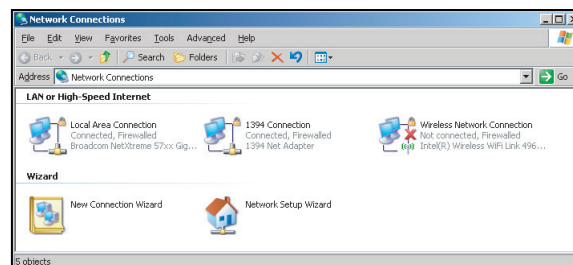 Network Connections
File Edit View Favorites Tools Advanced Help
Back Search Folders
Address Network Connections Go
LAN or High-Speed Internet
Local Area Connection
Connected, Firewalled
Broadcom NetXtreme 57xx Gig...
1394 Connection
Connected, Firewalled
1394 Net Adapter
Wireless Network Connection
Not connected, Firewalled
Intel(R) Wireless WiFi Link 496...
Wizard
New Connection Wizard
Network Setup Wizard
5 objects